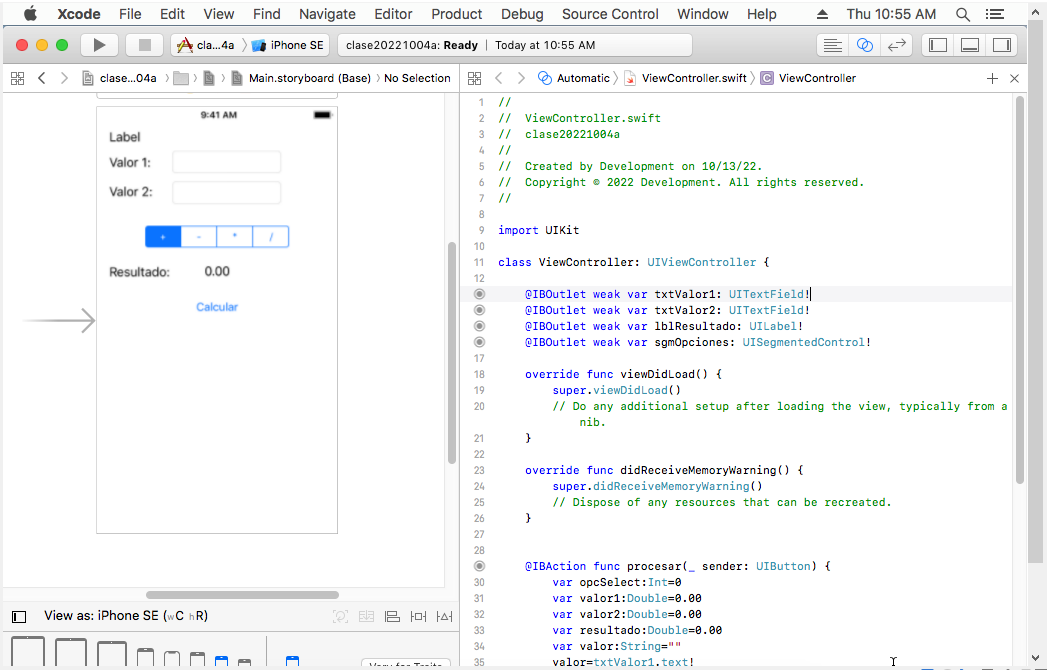 Xcode File Edit View Find Navigate Editor Product Debug Source Control Window Help Thu 10:55 AM
cla...4a iPhone SE clase20221004a: Ready | Today at 10:55 AM
clase...04a Main.storyboard (Base) No Selection
Automatic ViewController.swift C ViewController
9:41 AM
Label
Valor 1:
Valor 2:
+ - * /
Resultado: 0.00
Calcular
View as: iPhone SE (wC hR)
1 //
2 //  ViewController.swift
3 //  clase20221004a
4 //
5 //  Created by Development on 10/13/22.
6 //  Copyright © 2022 Development. All rights reserved.
7 //
8
9 import UIKit
10
11 class ViewController: UIViewController {
12
@IBOutlet weak var txtValor1: UITextField!
@IBOutlet weak var txtValor2: UITextField!
@IBOutlet weak var lblResultado: UILabel!
@IBOutlet weak var sgmOpciones: UISegmentedControl!
17
18 override func viewDidLoad() {
19 super.viewDidLoad()
20 // Do any additional setup after loading the view, typically from a
nib.
21 }
22
23 override func didReceiveMemoryWarning() {
24 super.didReceiveMemoryWarning()
25 // Dispose of any resources that can be recreated.
26 }
27
28
@IBAction func procesar(_ sender: UIButton) {
30 var opcSelect:Int=0
31 var valor1:Double=0.00
32 var valor2:Double=0.00
33 var resultado:Double=0.00
34 var valor:String=""
35 valor=txtValor1.text!